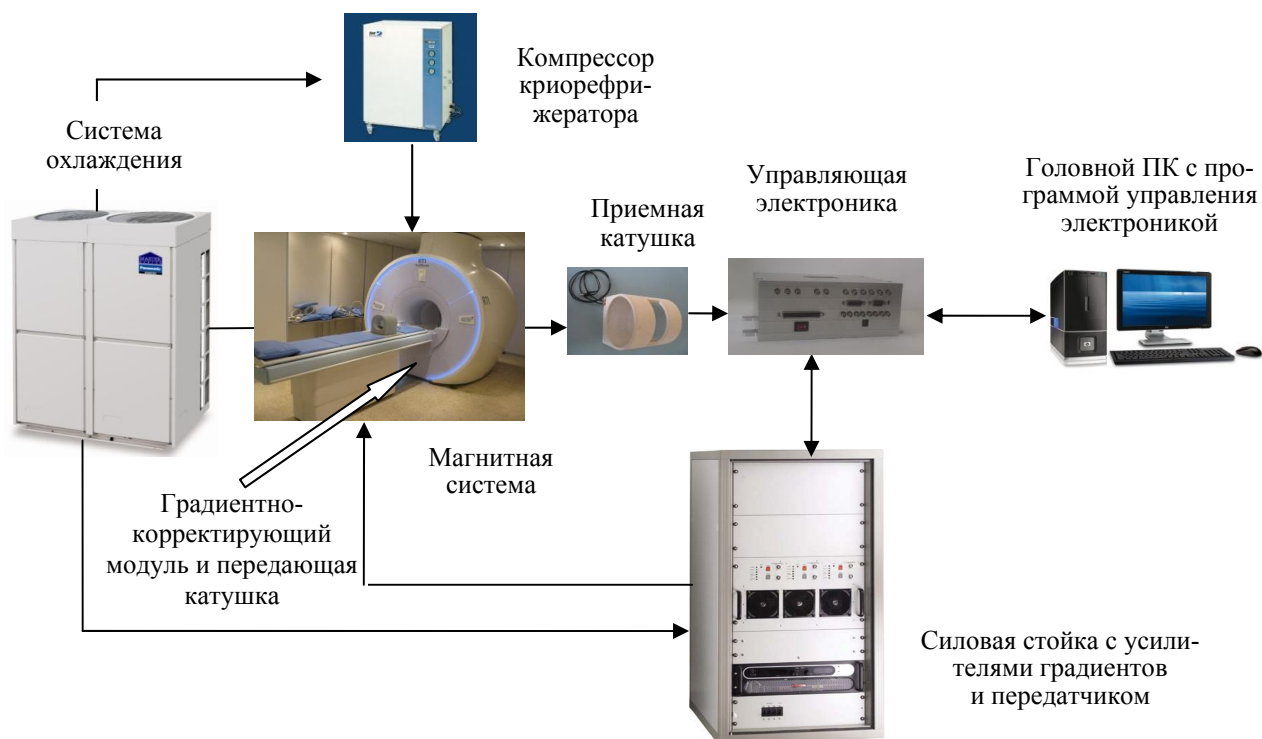 Компрессор
криорефри-
жератора
Система
охлаждения
Приемная
катушка
Управляющая
электроника
Головной ПК с про-
граммой управления
электроникой
Магнитная
система
Градиентно-
корректирующий
модуль и передающая
катушка
Силовая стойка с усили-
телями градиентов
и передатчиком